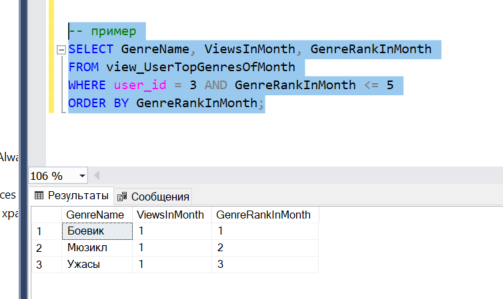 -- пример
SELECT GenreName, ViewsInMonth, GenreRankInMonth
FROM view_UserTopGenresOfMonth
WHERE user_id = 3 AND GenreRankInMonth <= 5
ORDER BY GenreRankInMonth;
Alwa
106 %
ces
Результаты Сообщения
хра
GenreName ViewsInMonth GenreRankInMonth
1 Боевик 1 1
2 Мюзикл 1 2
3 Ужасы 1 3